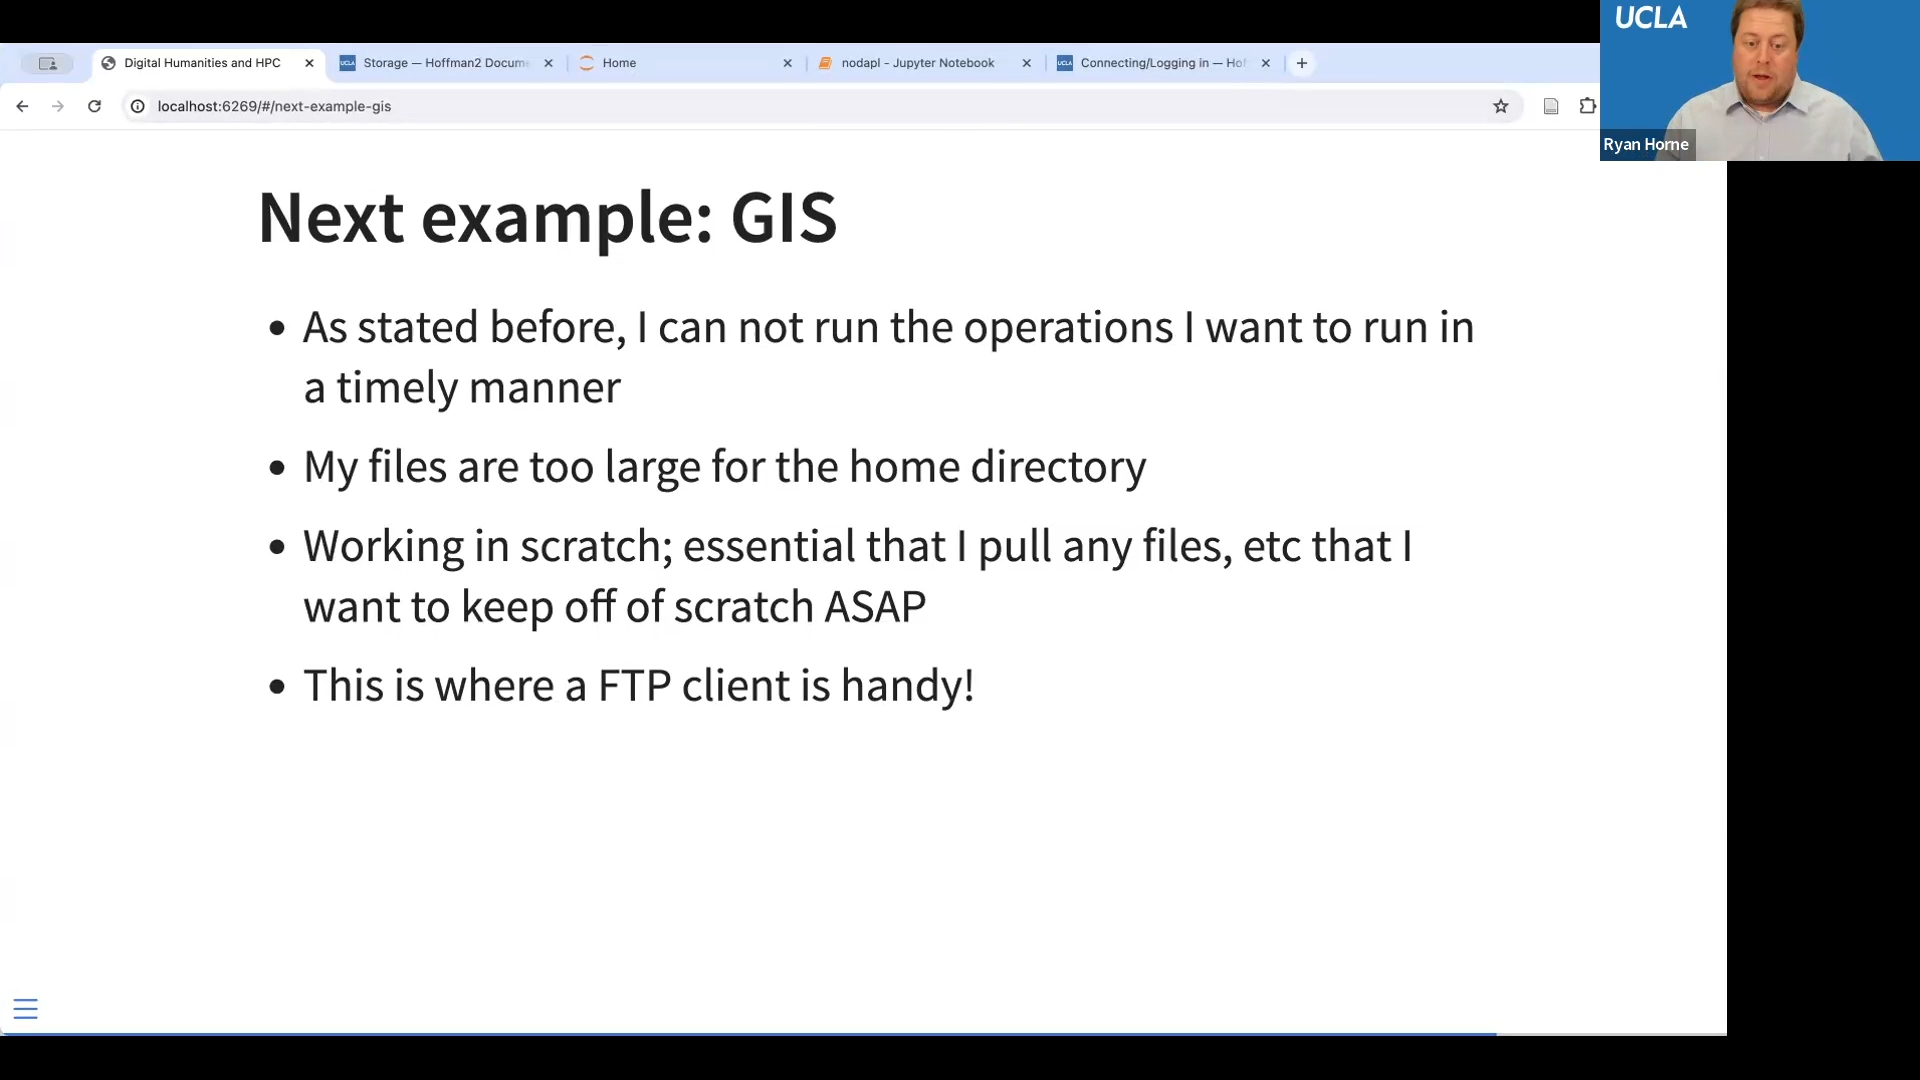 UCLA
Digital Humanities and HPC
Storage — Hoffman2 Docum
Home
nodapl - Jupyter Notebook
Connecting/Logging in — Hof
localhost:6269/#/next-example-gis
Ryan Horne
Next example: GIS
• As stated before, I can not run the operations I want to run in
a timely manner
• My files are too large for the home directory
• Working in scratch; essential that I pull any files, etc that I
want to keep off of scratch ASAP
• This is where a FTP client is handy!